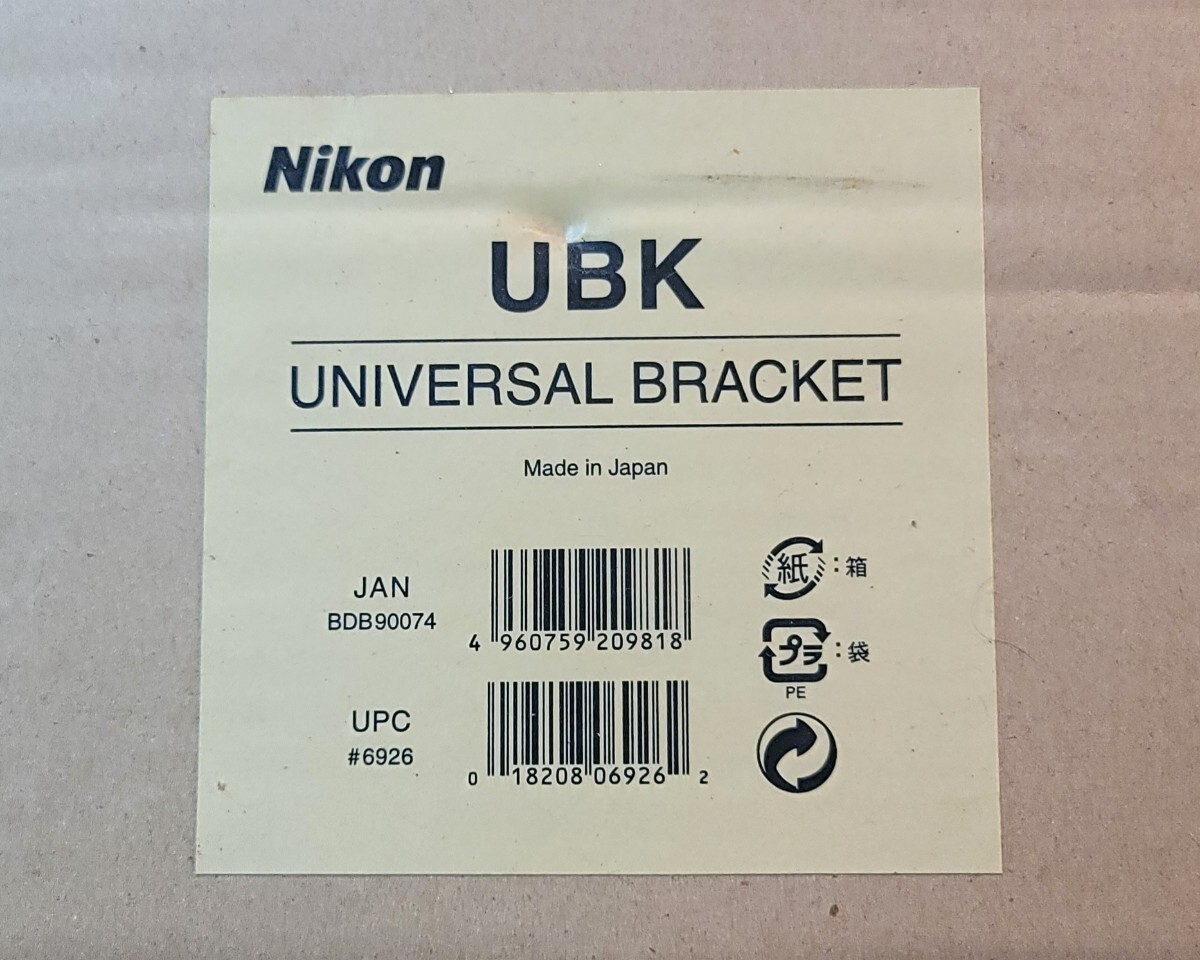 Nikon
UBK
UNIVERSAL BRACKET
Made in Japan
JAN
BDB90074
4 960759 209818
UPC
#6926
0 18208 06926 2
紙:箱
プラ:袋
PE